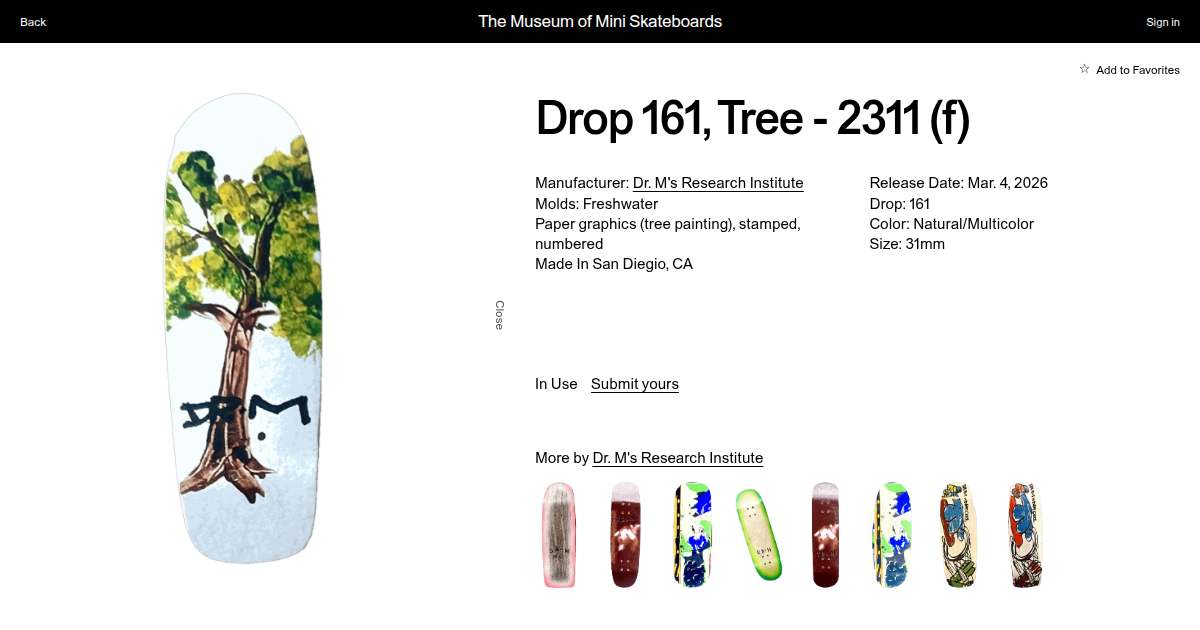 Back
The Museum of Mini Skateboards
Sign in
☆ Add to Favorites
Drop 161, Tree - 2311 (f)
Manufacturer: Dr. M's Research Institute
Molds: Freshwater
Paper graphics (tree painting), stamped,
numbered
Made In San Diegio, CA
Release Date: Mar. 4, 2026
Drop: 161
Color: Natural/Multicolor
Size: 31mm
Close
DR. M
In Use Submit yours
More by Dr. M's Research Institute